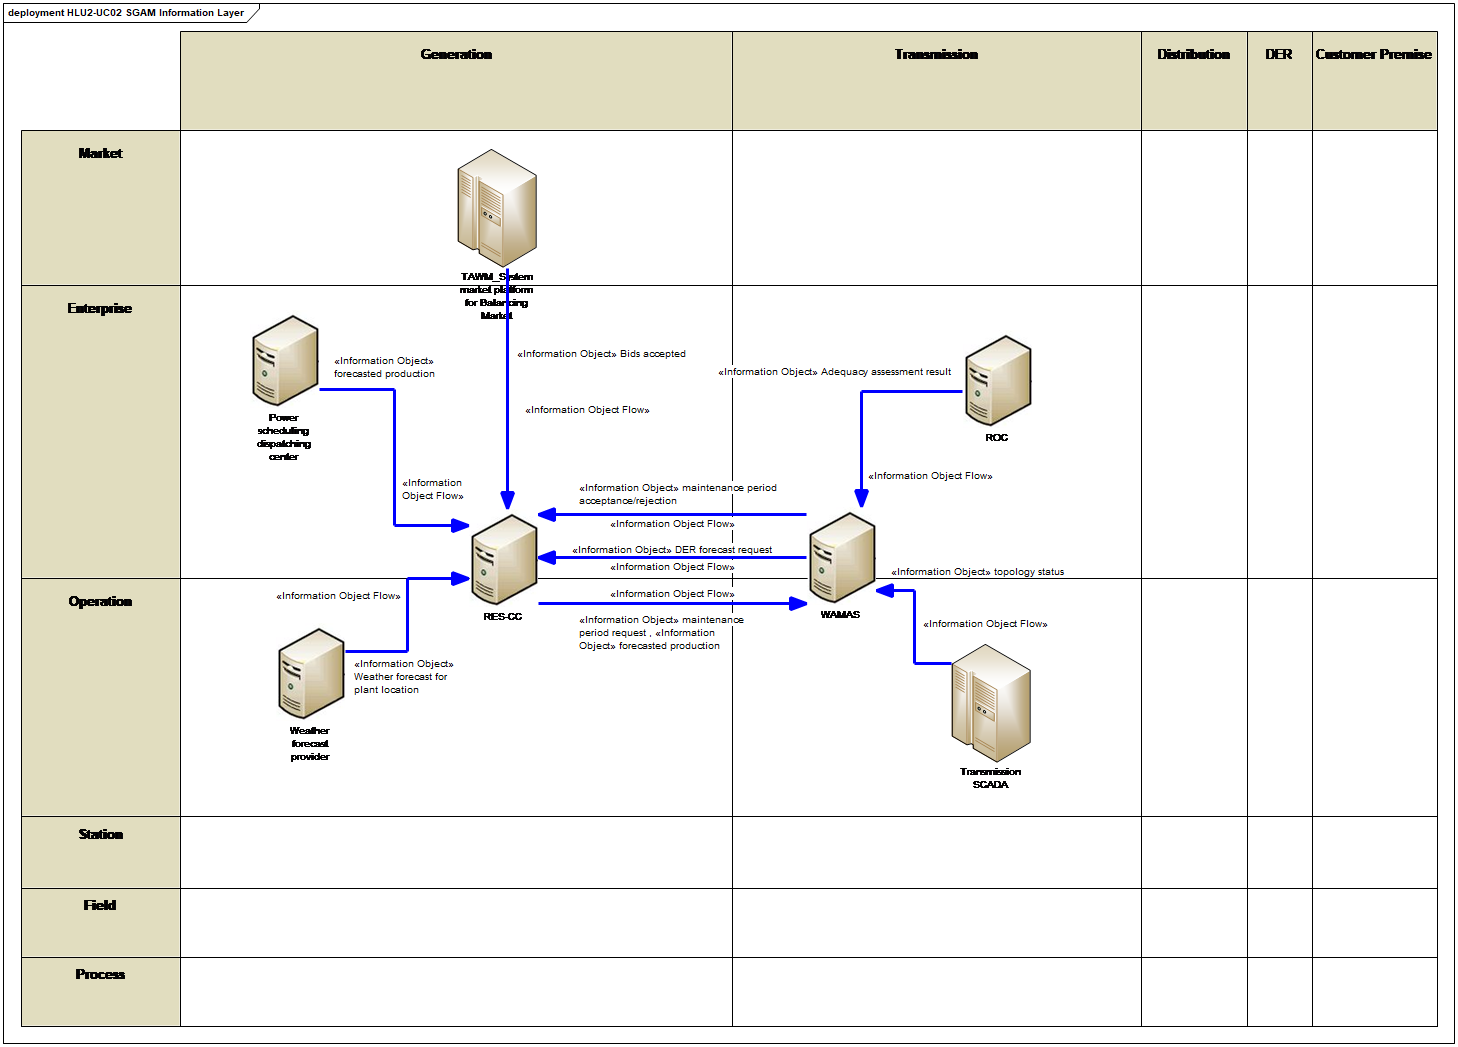 deployment HLU2-UC02 SGAM Information Layer
Generation
Transmission
Distribution
DER
Customer Premise
Market
TAWM_System
market platform
for Balancing
Market
Enterprise
«Information Object»
forecasted production
Power
scheduling
dispatching
center
«Information Object» Bids accepted
«Information Object Flow»
«Information Object» Adequacy assessment result
ROC
«Information Object Flow»
«Information
Object Flow»
«Information Object» maintenance period
acceptance/rejection
«Information Object Flow»
«Information Object» DER forecast request
«Information Object Flow»
«Information Object» topology status
Operation
«Information Object Flow»
RES-CC
«Information Object Flow»
WAMAS
«Information Object» maintenance
period request , «Information
Object» forecasted production
«Information Object Flow»
«Information Object»
Weather forecast for
plant location
Weather
forecast
provider
Transmission
SCADA
Station
Field
Process